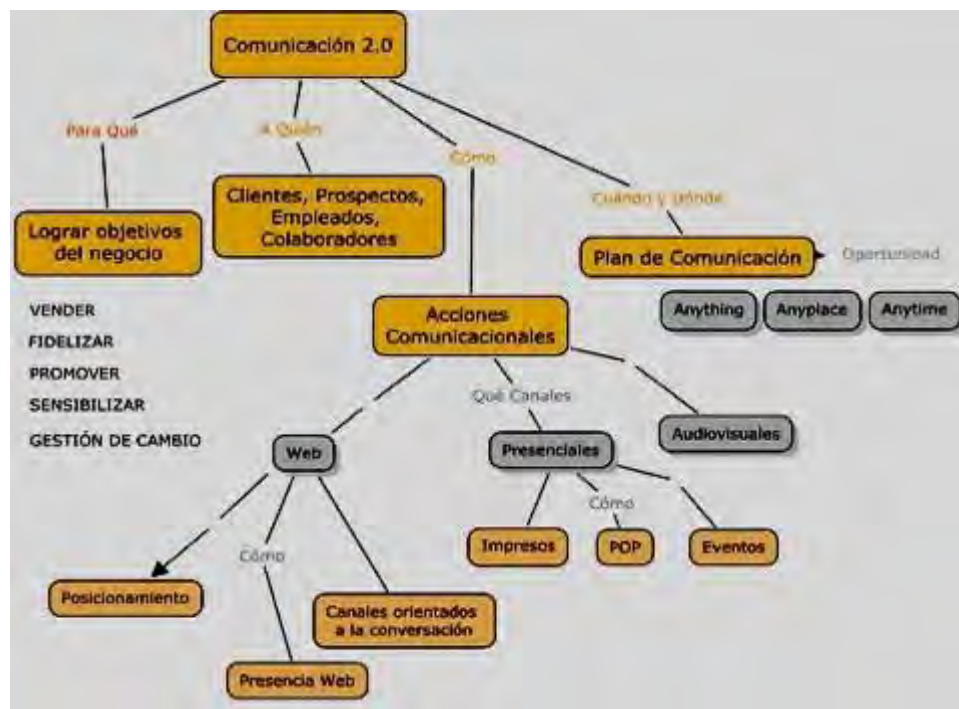 Comunicación 2.0
Para Qué
A Quién
Cómo
Cuándo y Dónde
Lograr objetivos
del negocio
Clientes, Prospectos,
Empleados,
Colaboradores
Plan de Comunicación
Oportunidad
Anything
Anyplace
Anytime
VENDER
FIDELIZAR
PROMOVER
SENSIBILIZAR
GESTIÓN DE CAMBIO
Acciones
Comunicacionales
Qué Canales
Web
Presenciales
Audiovisuales
Cómo
Impresos
POP
Eventos
Cómo
Posicionamiento
Canales orientados
a la conversación
Presencia Web